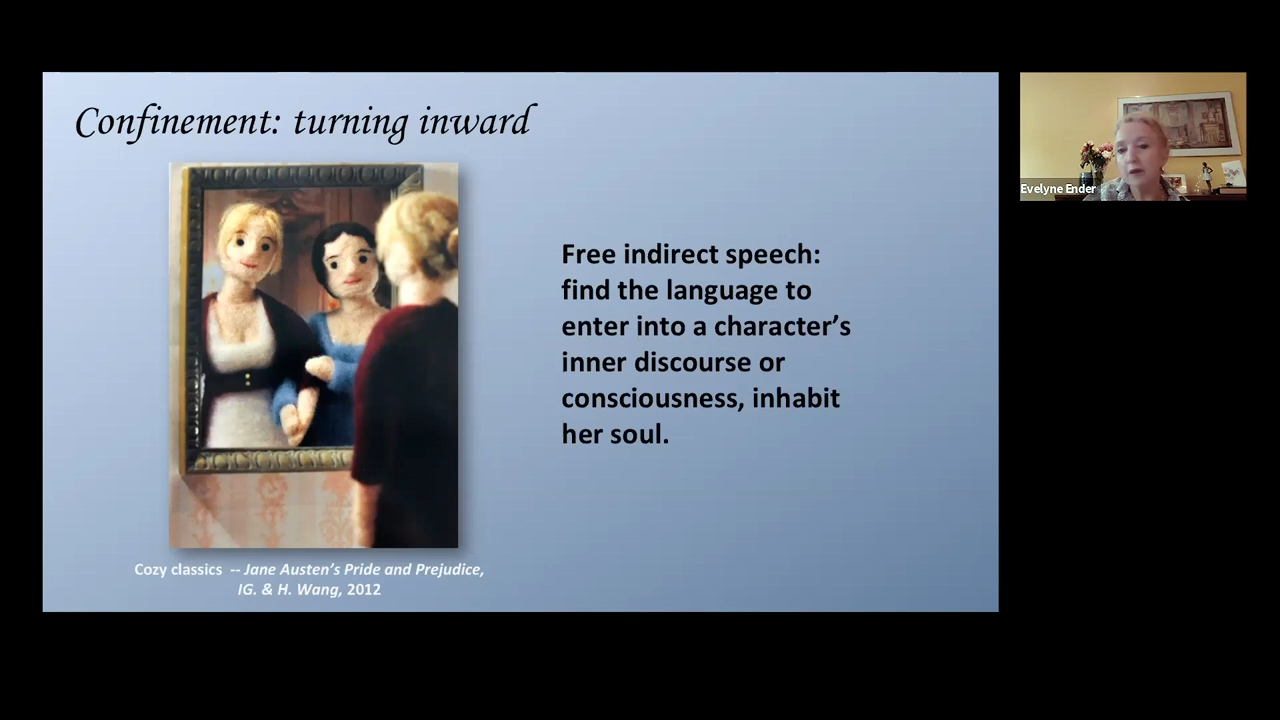 Confinement: turning inward
Free indirect speech:
find the language to
enter into a character’s
inner discourse or
consciousness, inhabit
her soul.
Cozy classics -- Jane Austen’s Pride and Prejudice,
IG. & H. Wang, 2012
Evelyne Ender